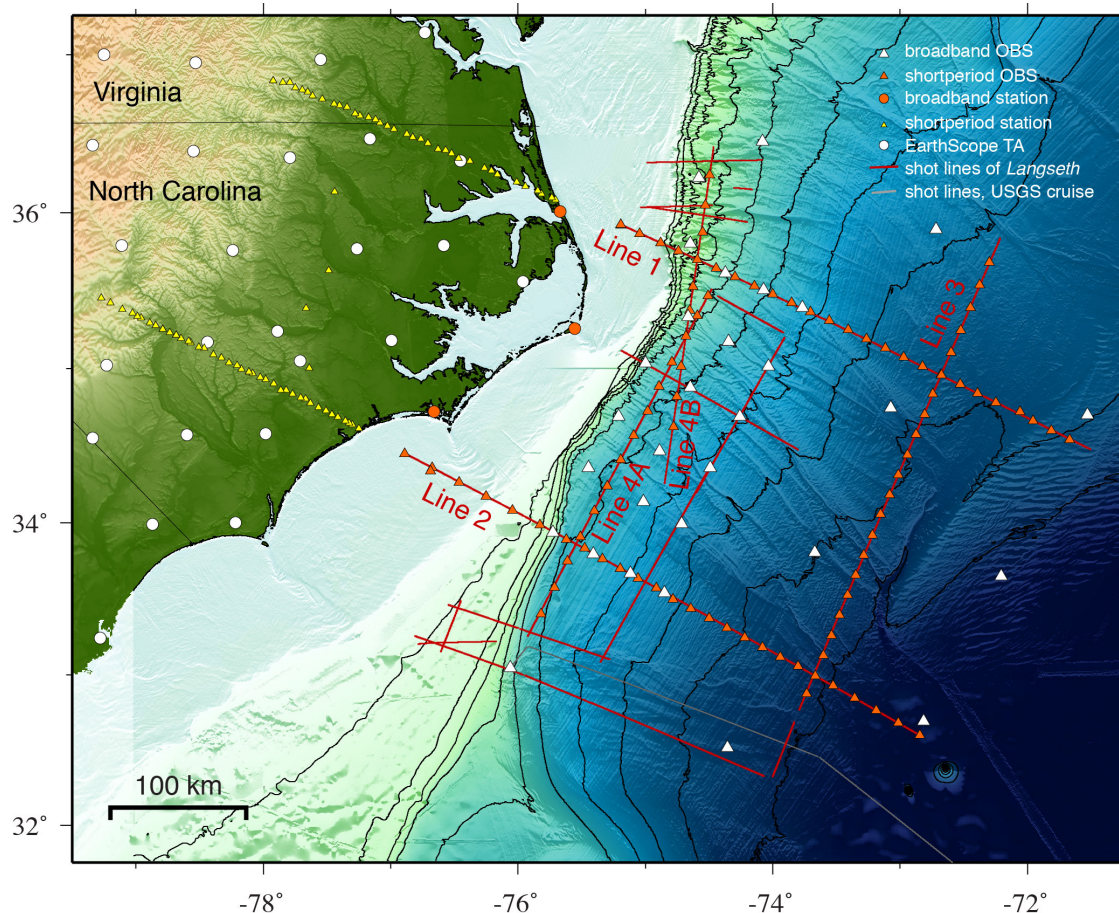 broadband OBS
shortperiod OBS
broadband station
shortperiod station
EarthScope TA
shot lines of Langseth
shot lines, USGS cruise
Virginia
North Carolina
Line 1
Line 3
Line 4B
Line 4A
Line 2
100 km
36˚
34˚
32˚
-78˚
-76˚
-74˚
-72˚